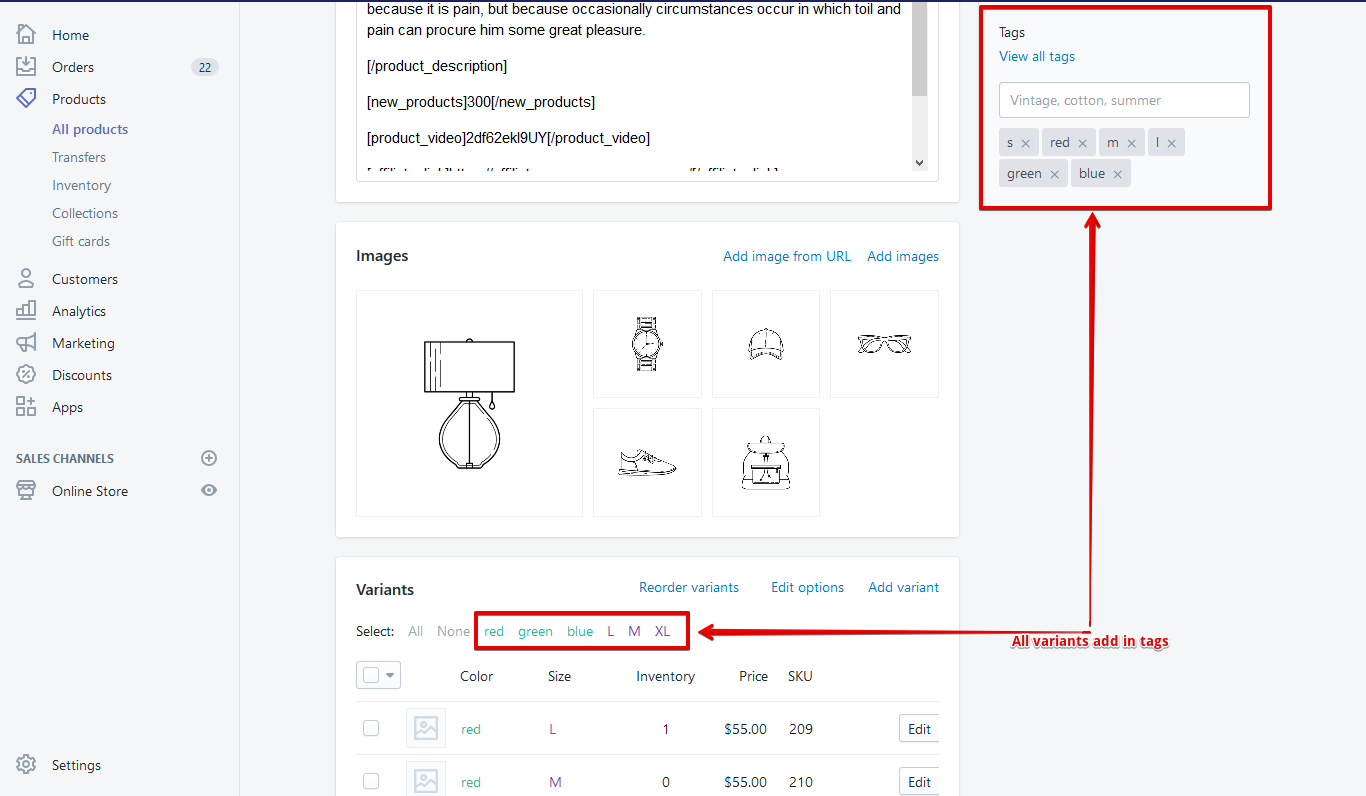 Home
Orders
22
Products
All products
Transfers
Inventory
Collections
Gift cards
Customers
Analytics
Marketing
Discounts
Apps
SALES CHANNELS
Online Store
Settings
because it is pain, but because occasionally circumstances occur in which toil and
pain can procure him some great pleasure.
[/product_description]
[new_products]300[/new_products]
[product_video]2df62ekl9UY[/product_video]
Images
Add image from URL
Add images
Variants
Reorder variants
Edit options
Add variant
Select: All None red green blue L M XL
Color Size Inventory Price SKU
red L 1 $55.00 209 Edit
red M 0 $55.00 210 Edit
Tags
View all tags
Vintage, cotton, summer
s × red × m × l ×
green × blue ×
All variants add in tags